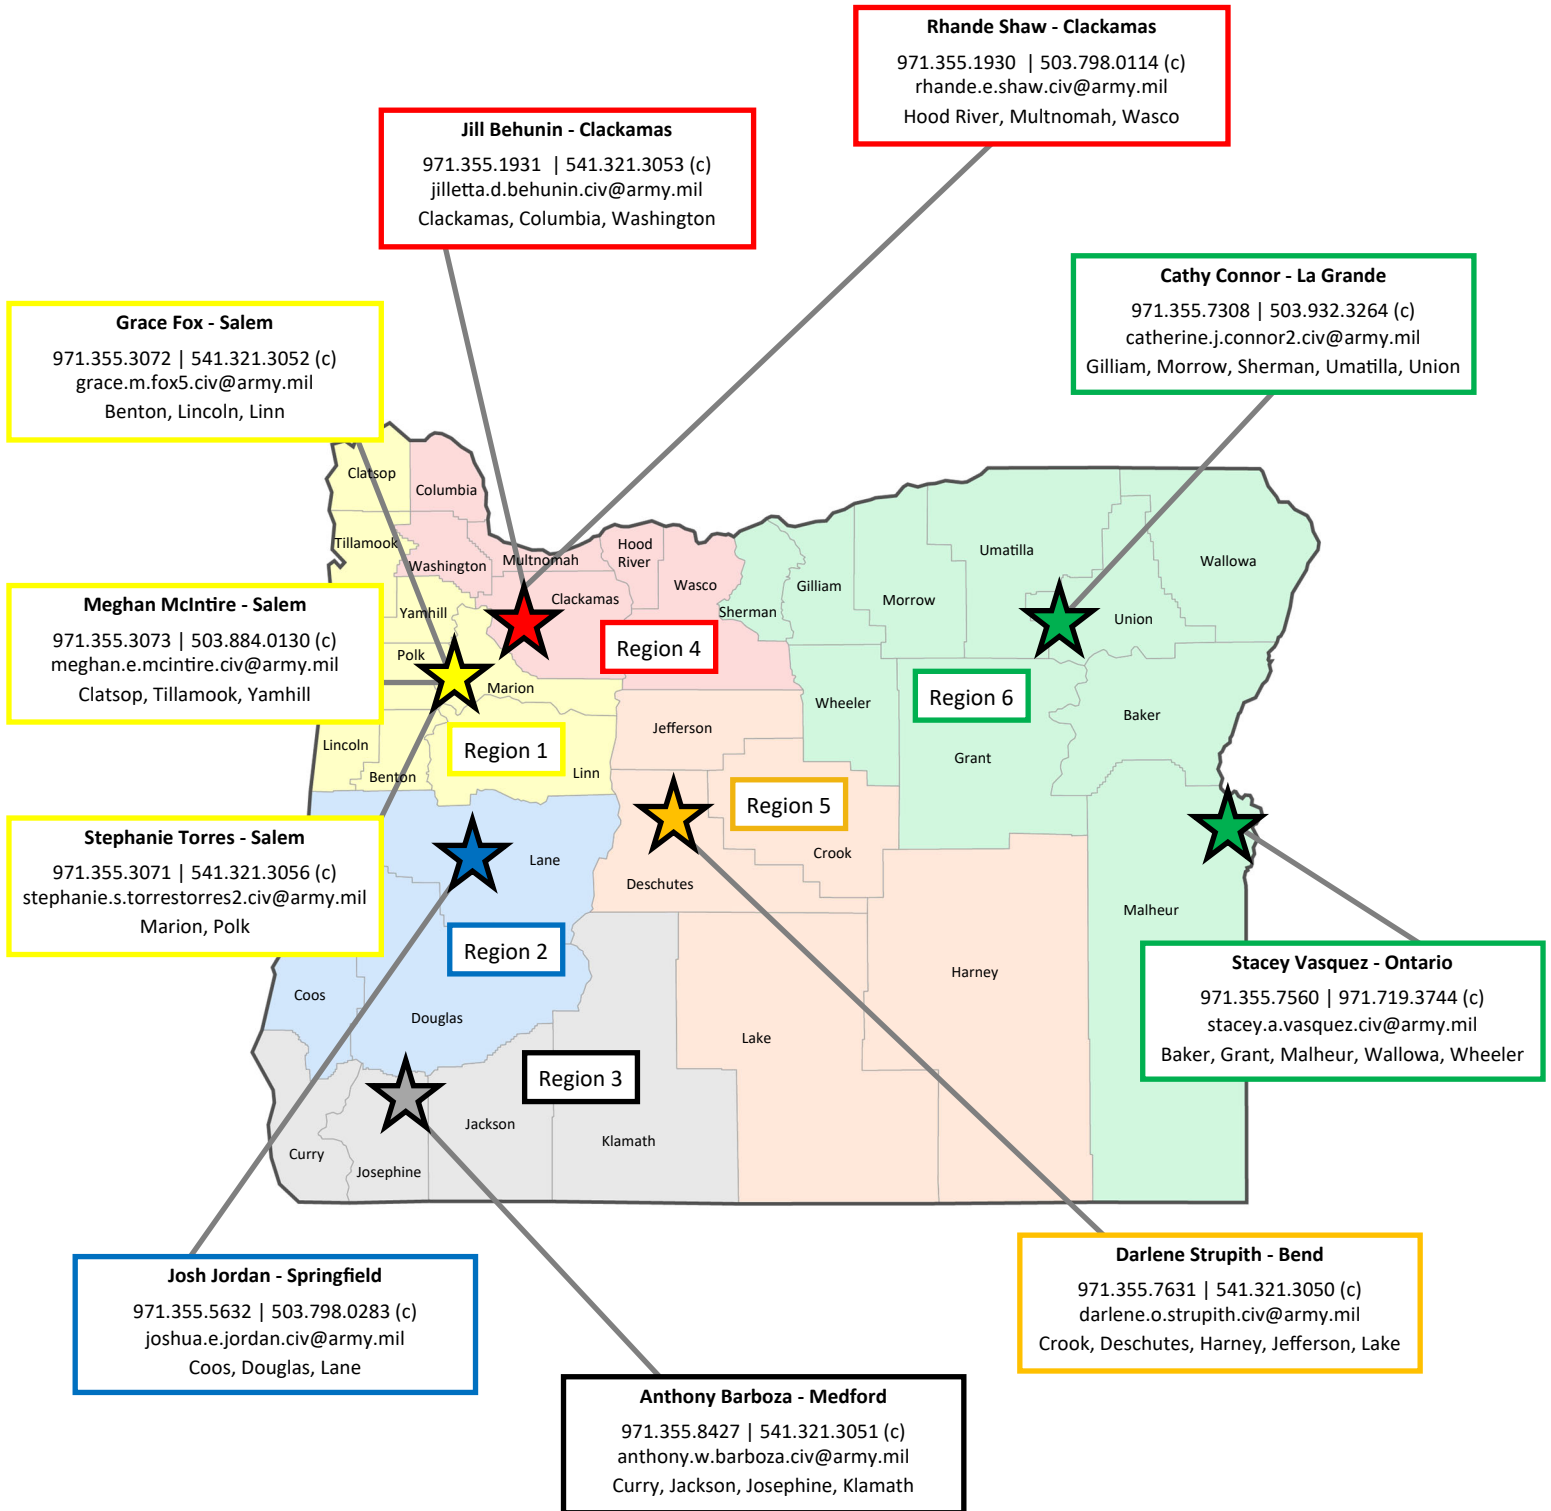 Rhande Shaw - Clackamas
971.355.1930 | 503.798.0114 (c)
rhande.e.shaw.civ@army.mil
Hood River, Multnomah, Wasco
Jill Behunin - Clackamas
971.355.1931 | 541.321.3053 (c)
jilletta.d.behunin.civ@army.mil
Clackamas, Columbia, Washington
Cathy Connor - La Grande
971.355.7308 | 503.932.3264 (c)
catherine.j.connor2.civ@army.mil
Gilliam, Morrow, Sherman, Umatilla, Union
Grace Fox - Salem
971.355.3072 | 541.321.3052 (c)
grace.m.fox5.civ@army.mil
Benton, Lincoln, Linn
Meghan McIntire - Salem
971.355.3073 | 503.884.0130 (c)
meghan.e.mcintire.civ@army.mil
Clatsop, Tillamook, Yamhill
Stephanie Torres - Salem
971.355.3071 | 541.321.3056 (c)
stephanie.s.torrestorres2.civ@army.mil
Marion, Polk
Clatsop
Columbia
Tillamook
Washington
Multnomah
Hood
River
Wasco
Clackamas
Yamhill
Polk
Marion
Sherman
Gilliam
Morrow
Umatilla
Union
Wallowa
Region 4
Region 6
Wheeler
Baker
Grant
Jefferson
Lincoln
Benton
Linn
Region 1
Region 5
Crook
Deschutes
Lane
Malheur
Region 2
Harney
Coos
Douglas
Lake
Region 3
Jackson
Klamath
Curry
Josephine
Stacey Vasquez - Ontario
971.355.7560 | 971.719.3744 (c)
stacey.a.vasquez.civ@army.mil
Baker, Grant, Malheur, Wallowa, Wheeler
Darlene Strupith - Bend
971.355.7631 | 541.321.3050 (c)
darlene.o.strupith.civ@army.mil
Crook, Deschutes, Harney, Jefferson, Lake
Josh Jordan - Springfield
971.355.5632 | 503.798.0283 (c)
joshua.e.jordan.civ@army.mil
Coos, Douglas, Lane
Anthony Barboza - Medford
971.355.8427 | 541.321.3051 (c)
anthony.w.barboza.civ@army.mil
Curry, Jackson, Josephine, Klamath